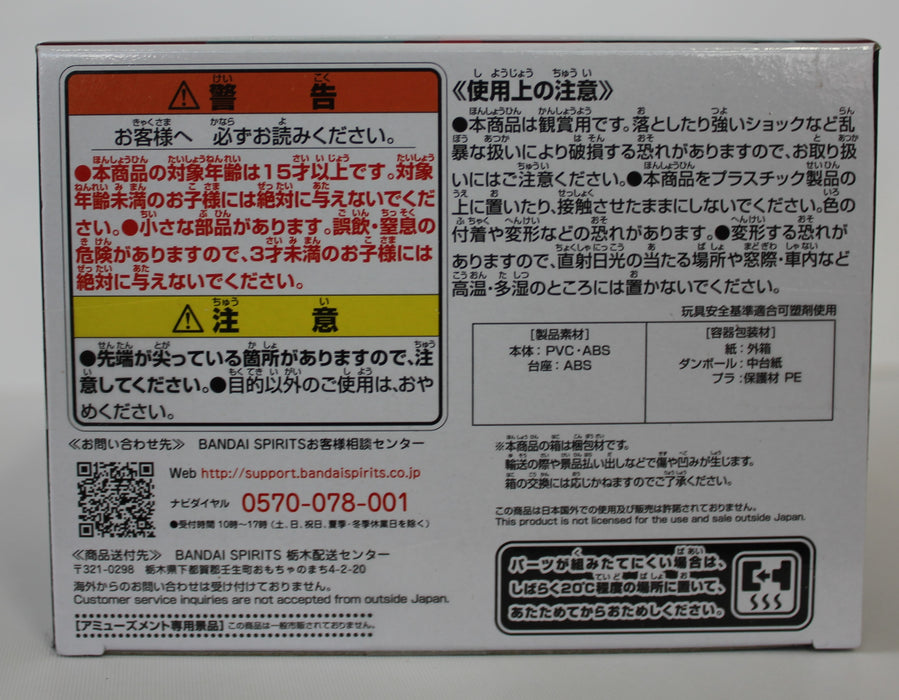 警告
お客様へ 必ずお読みください。
●本商品の対象年齢は15才以上です。対象
年齢未満のお子様には絶対に与えないでくだ
さい。●小さな部品があります。誤飲・窒息の
危険がありますので、3才未満のお子様には
絶対に与えないでください。
注意
●先端が尖っている箇所がありますので、注
意してください。●目的以外のご使用は、おや
めください。
≪お問い合わせ先≫ BANDAI SPIRITSお客様相談センター
Web http://support.bandaispirits.co.jp
ナビダイヤル 0570-078-001
●受付時間 10時〜17時(土、日、祝日、夏季・冬季休業日を除く)
≪商品送付先≫ BANDAI SPIRITS 栃木配送センター
〒321-0298 栃木県下都賀郡壬生町おもちゃのまち4-2-20
海外からのお問い合わせは受け付けておりません。
Customer service inquiries are not accepted from outside Japan.
[アミューズメント専用景品] この商品は一般市販されておりません。
《使用上の注意》
●本商品は観賞用です。落としたり強いショックなど乱
暴な扱いにより破損する恐れがありますので、お取り扱
いにはご注意ください。●本商品をプラスチック製品の
上に置いたり、接触させたままにしないでください。色の
付着や変形などの恐れがあります。●変形する恐れが
ありますので、直射日光の当たる場所や窓際・車内など
高温・多湿のところには置かないでください。
玩具安全基準適合可塑剤使用
[製品素材]
本体:PVC・ABS
台座:ABS
[容器包装材]
紙:外箱
ダンボール:中台紙
プラ:保護材 PE
※本商品の箱は梱包材です。
輸送の際や景品払い出しなどで傷や凹みが生じます。
箱の交換には応じかねますのでご了承ください。
この商品は日本国外での使用及び販売は許諾されておりません。
This product is not licensed for the use and sale outside Japan.
パーツが組みたてにくい場合は、
しばらく20℃程度の場所に置いて、
あたためてからおためしください。